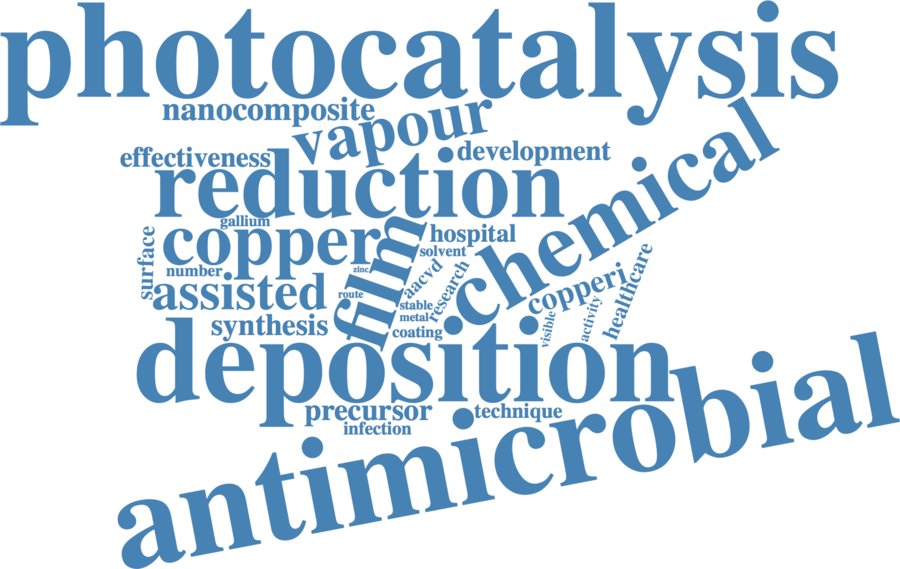 photocatalysis
nanocomposite
vapour
chemical
effectiveness
development
reduction
gallium
copper
film
hospital
surface
solvent
number
zinc
aacvd
research
healthcare
copperi
assisted
route
stable
metal
activity
synthesis
coating
visible
deposition
precursor
technique
infection
antimicrobial